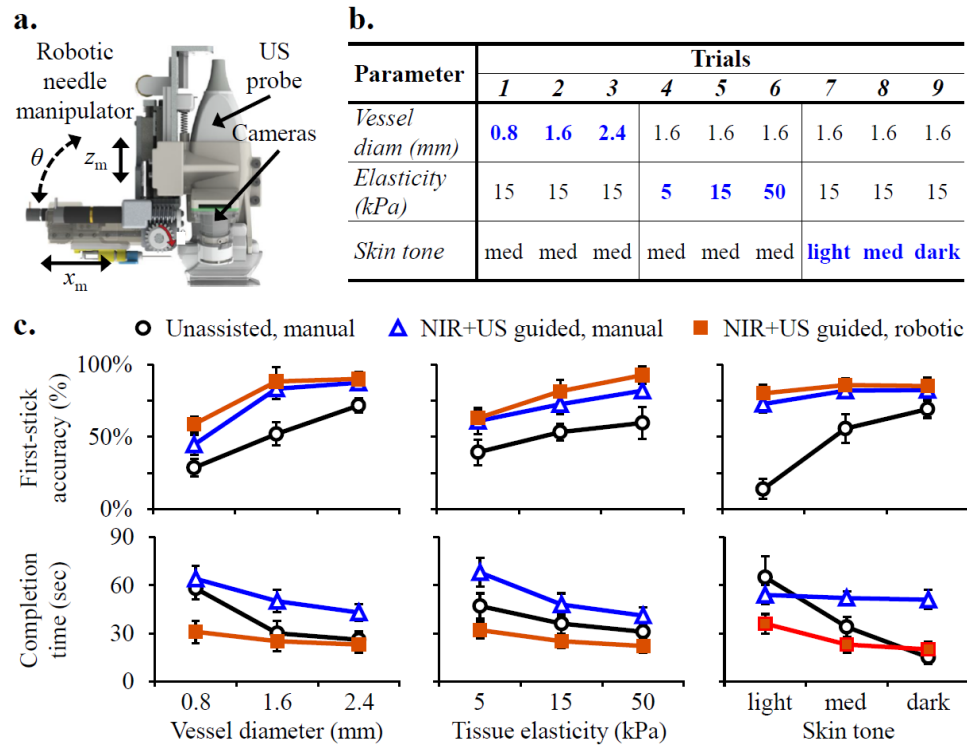 a.
Robotic
needle
manipulator
US
probe
Cameras
θ
zm
xm
b.
Parameter Trials
1 2 3 4 5 6 7 8 9
Vessel
diam (mm) 0.8 1.6 2.4 1.6 1.6 1.6 1.6 1.6 1.6
Elasticity
(kPa) 15 15 15 5 15 50 15 15 15
Skin tone med med med med med med light med dark
c.
Unassisted, manual NIR+US guided, manual NIR+US guided, robotic
First-stick
accuracy (%)
100%
50%
0%
Completion
time (sec)
90
60
30
0
0.8 1.6 2.4 5 15 50 light med dark
Vessel diameter (mm) Tissue elasticity (kPa) Skin tone